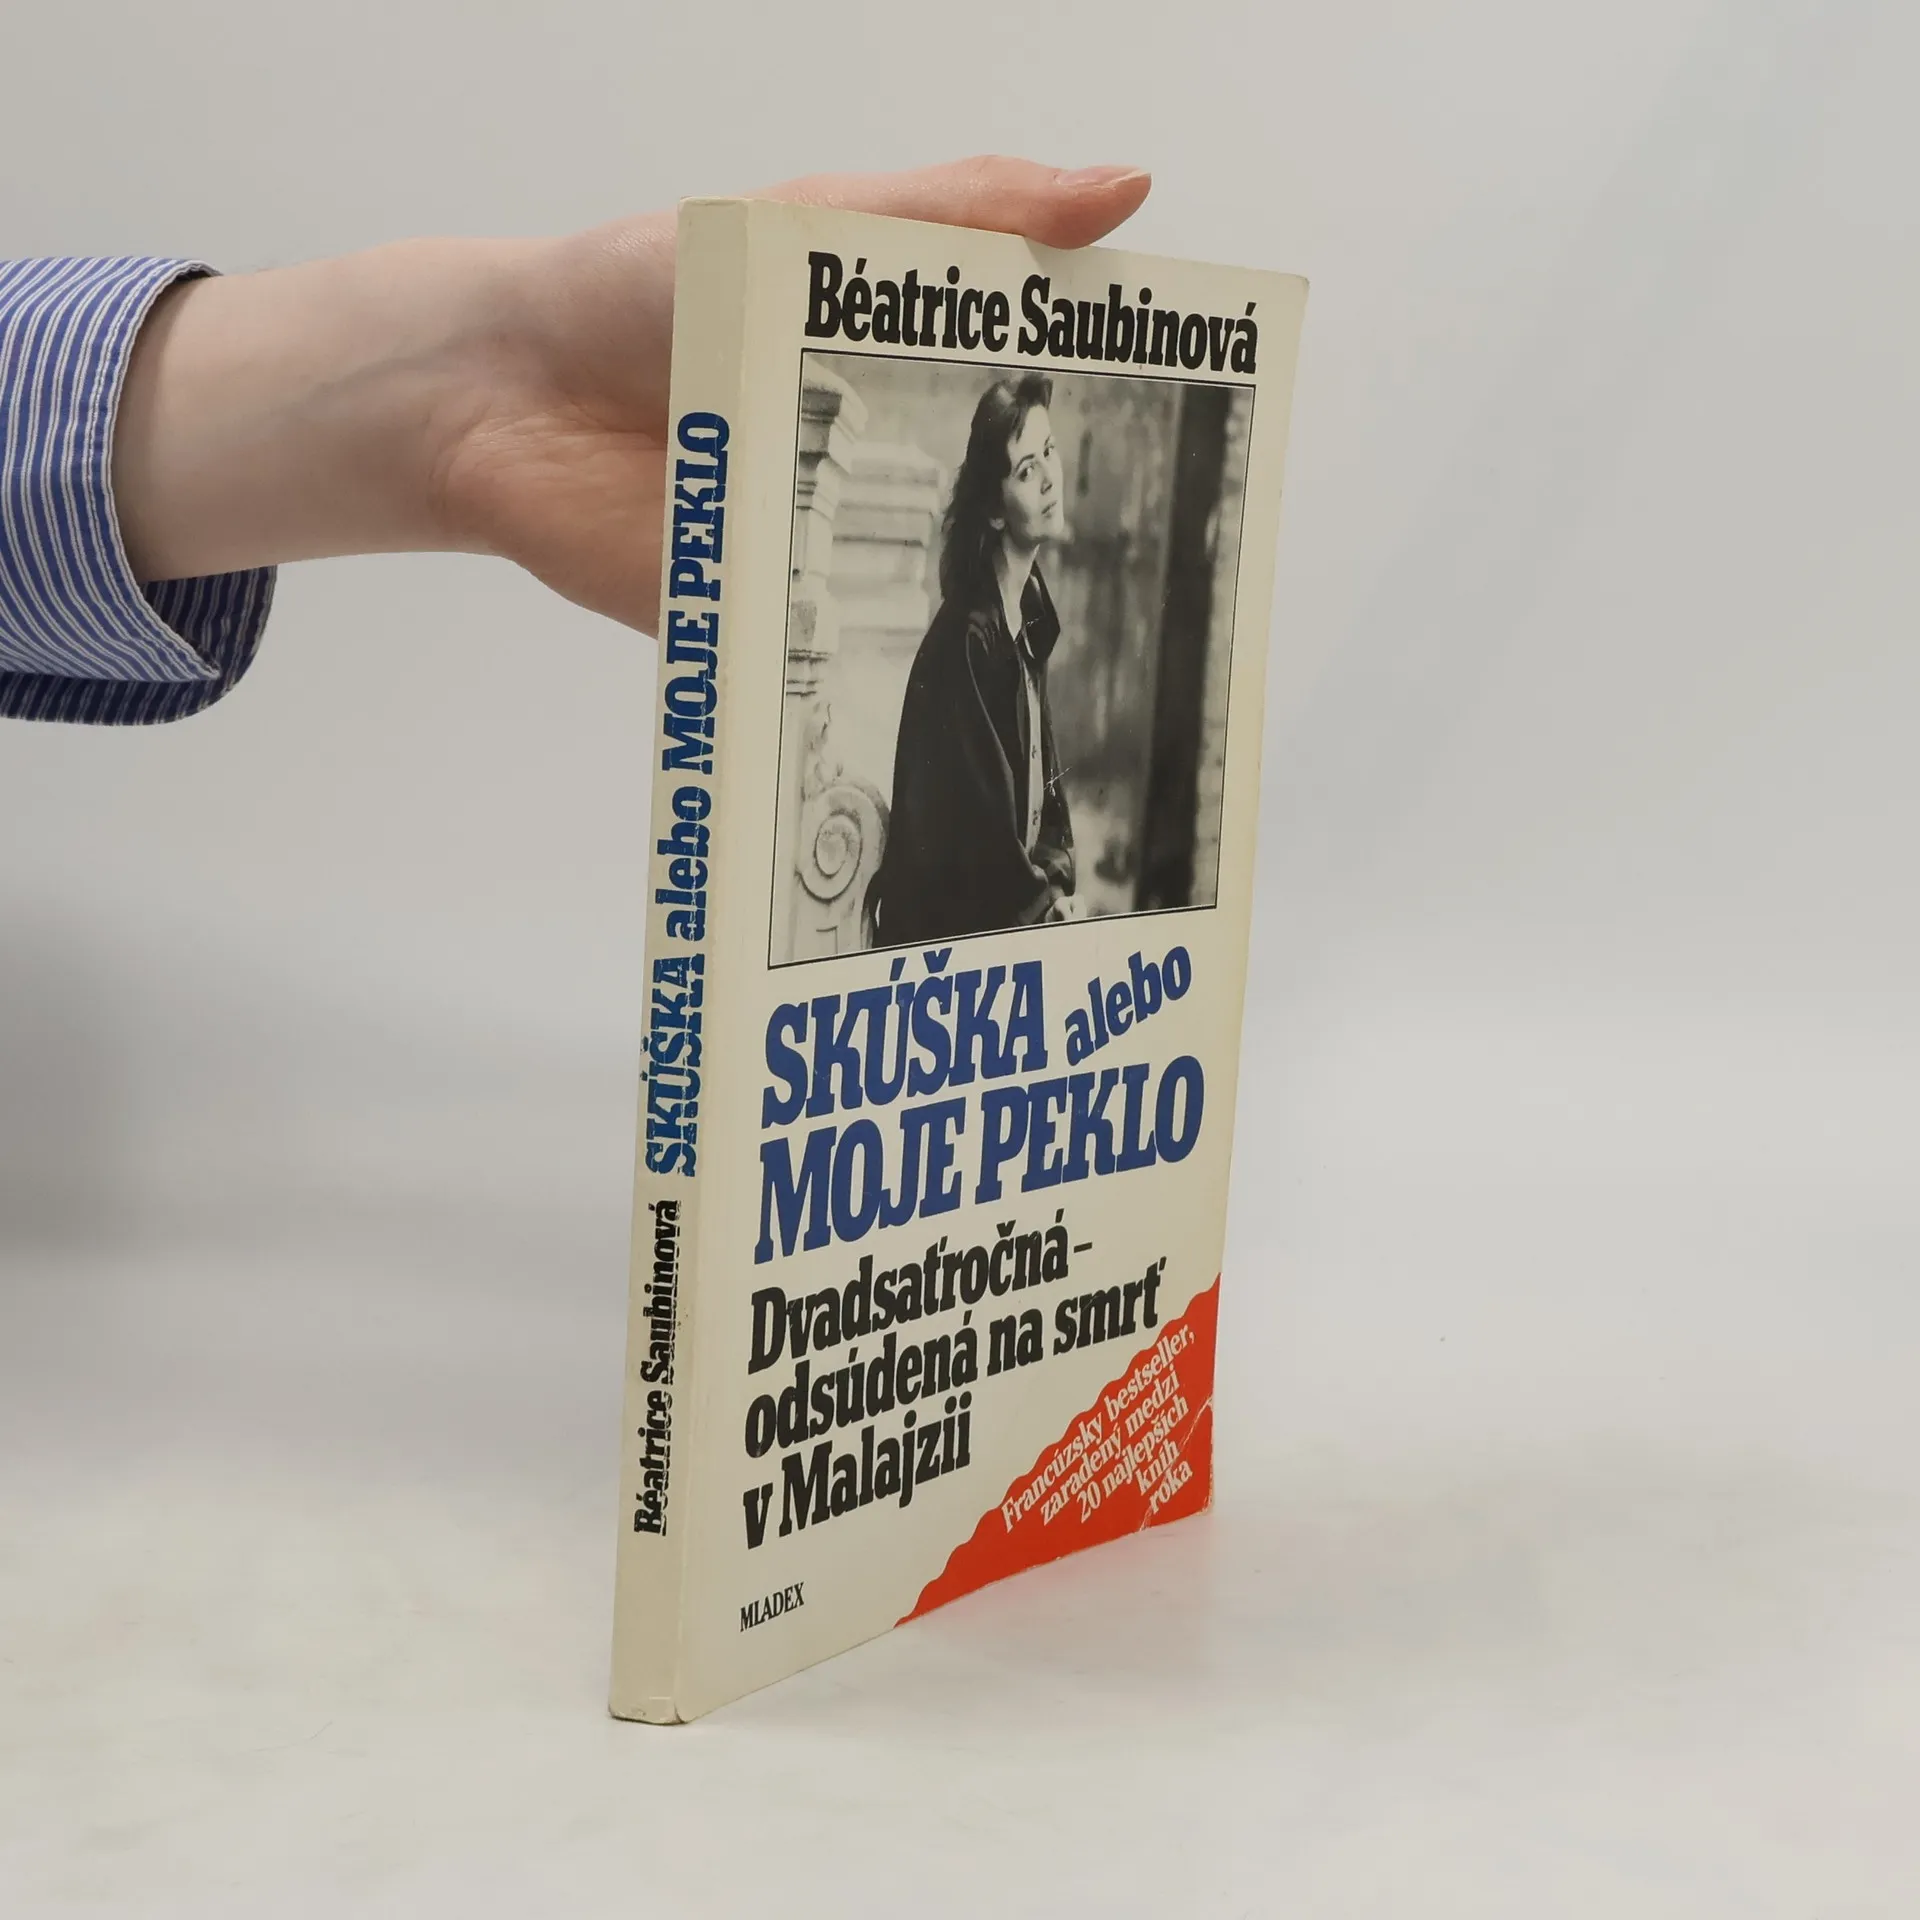 Béatrice Saubinová
SKÚŠKA alebo
MOJE PEKLO
Dvadsaťročná -
odsúdená na smrť
v Malajzii
Francúzsky bestseller,
zaradený medzi
20 najlepších
kníh
roka
MLADEX
Béatrice Saubinová SKÚŠKA alebo MOJE PEKLO